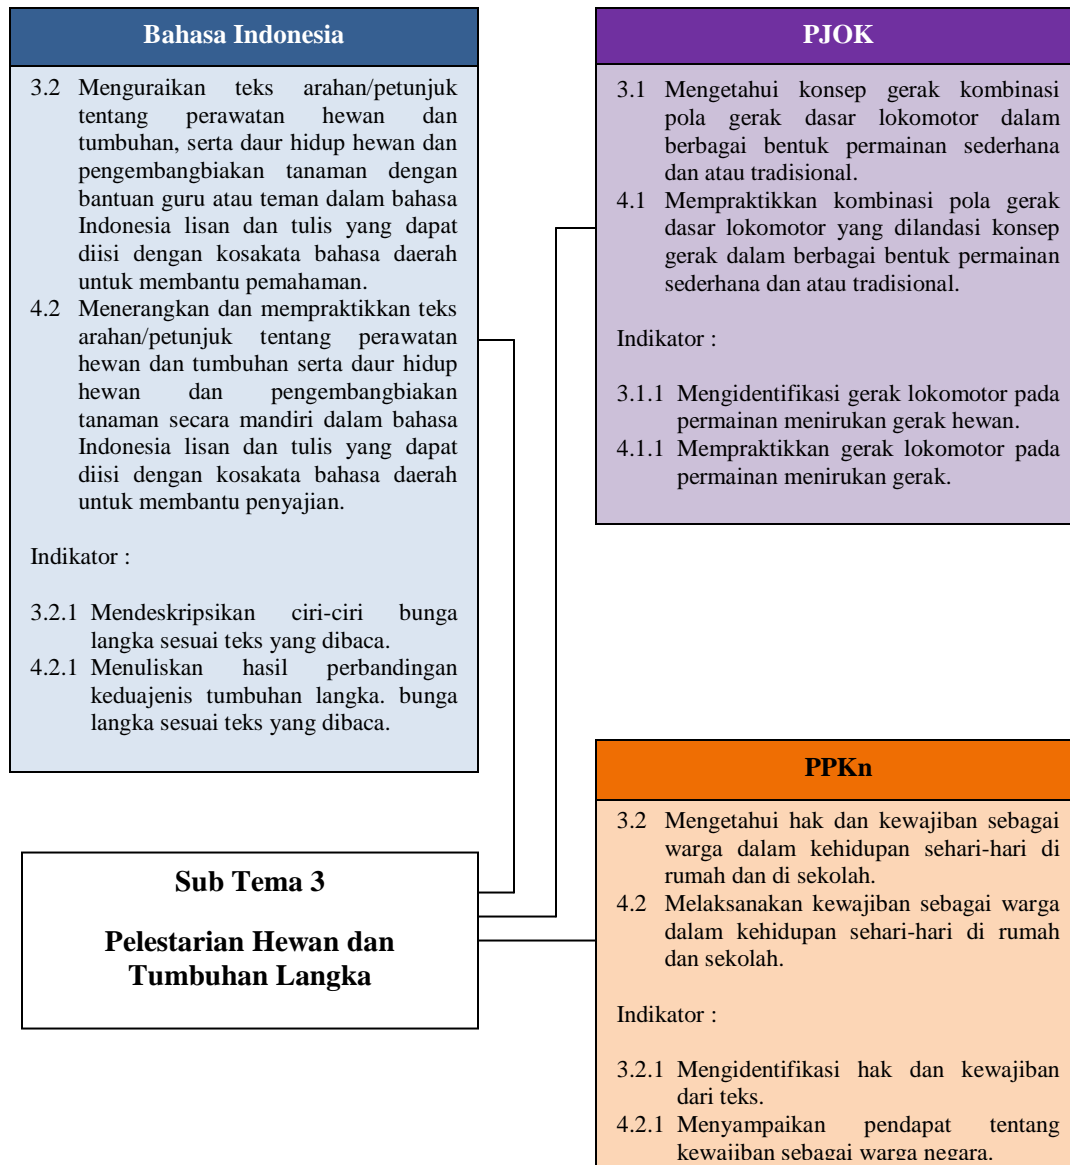 Bahasa Indonesia
3.2 Menguraikan teks arahan/petunjuk
tentang perawatan hewan dan
tumbuhan, serta daur hidup hewan dan
pengembangbiakan tanaman dengan
bantuan guru atau teman dalam bahasa
Indonesia lisan dan tulis yang dapat
diisi dengan kosakata bahasa daerah
untuk membantu pemahaman.
4.2 Menerangkan dan mempraktikkan teks
arahan/petunjuk tentang perawatan
hewan dan tumbuhan serta daur hidup
hewan dan pengembangbiakan
tanaman secara mandiri dalam bahasa
Indonesia lisan dan tulis yang dapat
diisi dengan kosakata bahasa daerah
untuk membantu penyajian.
Indikator :
3.2.1 Mendeskripsikan ciri-ciri bunga
langka sesuai teks yang dibaca.
4.2.1 Menuliskan hasil perbandingan
keduajenis tumbuhan langka. bunga
langka sesuai teks yang dibaca.
PJOK
3.1 Mengetahui konsep gerak kombinasi
pola gerak dasar lokomotor dalam
berbagai bentuk permainan sederhana
dan atau tradisional.
4.1 Mempraktikkan kombinasi pola gerak
dasar lokomotor yang dilandasi konsep
gerak dalam berbagai bentuk permainan
sederhana dan atau tradisional.
Indikator :
3.1.1 Mengidentifikasi gerak lokomotor pada
permainan menirukan gerak hewan.
4.1.1 Mempraktikkan gerak lokomotor pada
permainan menirukan gerak.
Sub Tema 3
Pelestarian Hewan dan
Tumbuhan Langka
PPKn
3.2 Mengetahui hak dan kewajiban sebagai
warga dalam kehidupan sehari-hari di
rumah dan di sekolah.
4.2 Melaksanakan kewajiban sebagai warga
dalam kehidupan sehari-hari di rumah
dan sekolah.
Indikator :
3.2.1 Mengidentifikasi hak dan kewajiban
dari teks.
4.2.1 Menyampaikan pendapat tentang
kewajiban sebagai warga negara.